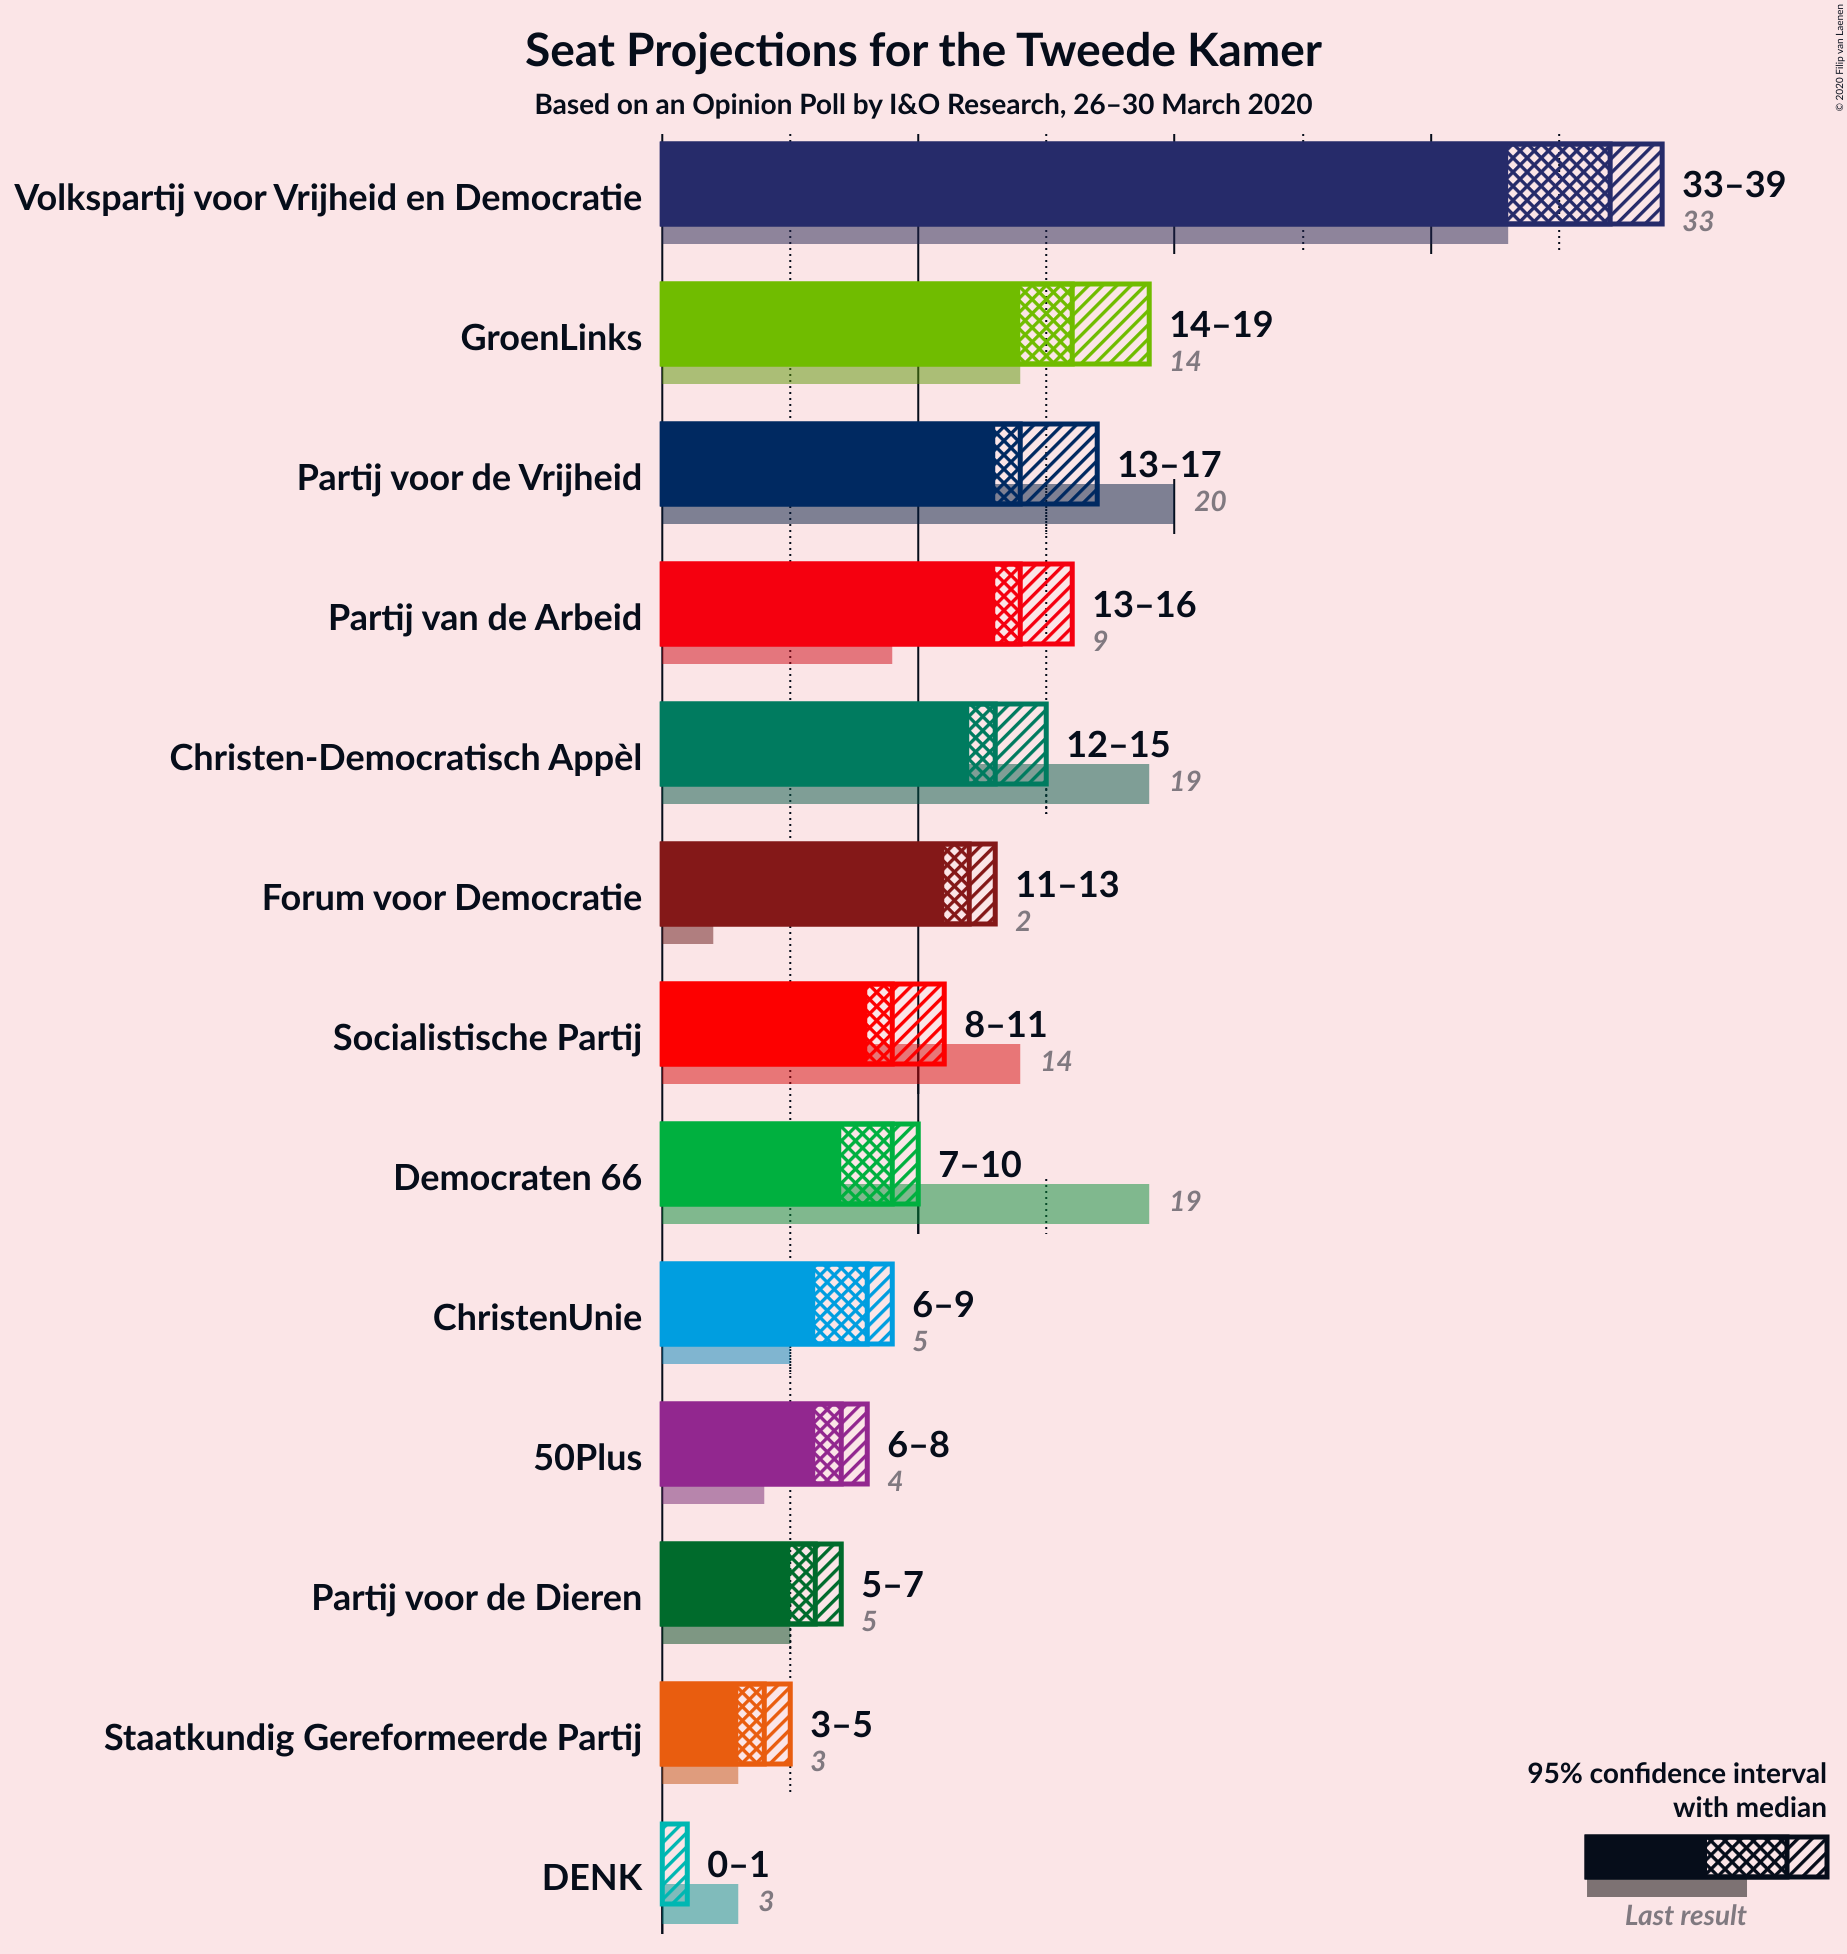 Seat Projections for the Tweede Kamer
Based on an Opinion Poll by I&O Research, 26–30 March 2020
© 2020 Filip van Laenen
Volkspartij voor Vrijheid en Democratie
33–39
33
GroenLinks
14–19
14
Partij voor de Vrijheid
13–17
20
Partij van de Arbeid
13–16
9
Christen-Democratisch Appèl
12–15
19
Forum voor Democratie
11–13
2
Socialistische Partij
8–11
14
Democraten 66
7–10
19
ChristenUnie
6–9
5
50Plus
6–8
4
Partij voor de Dieren
5–7
5
Staatkundig Gereformeerde Partij
3–5
3
DENK
0–1
3
95% confidence interval
with median
Last result